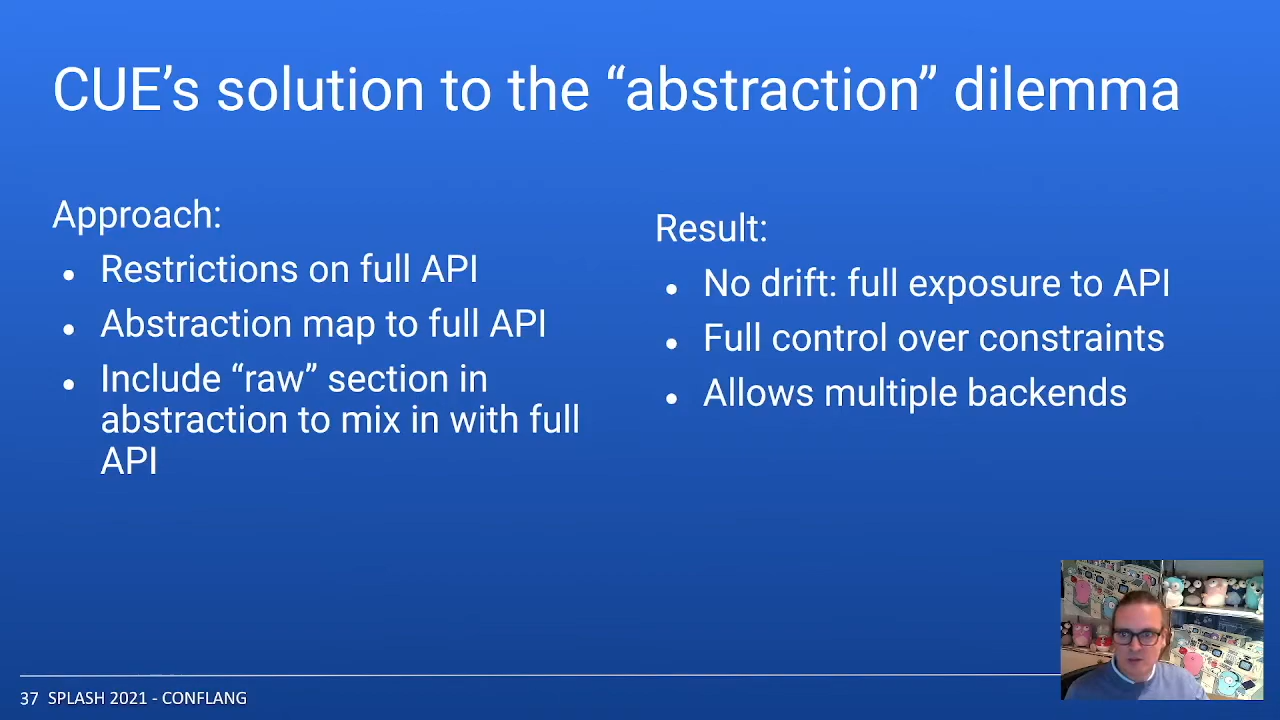 CUE’s solution to the “abstraction” dilemma
Approach:
Restrictions on full API
Abstraction map to full API
Include “raw” section in
abstraction to mix in with full
API
Result:
No drift: full exposure to API
Full control over constraints
Allows multiple backends
37 SPLASH 2021 - CONFLANG